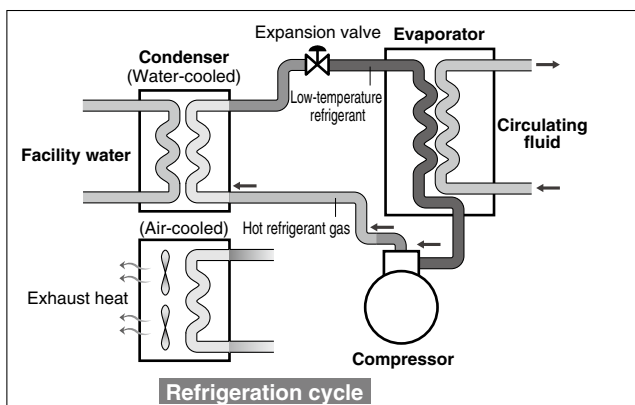 Expansion valve
Condenser
(Water-cooled)
Evaporator
Low-temperature
refrigerant
Circulating
fluid
Facility water
Hot refrigerant gas
(Air-cooled)
Exhaust heat
Compressor
Refrigeration cycle